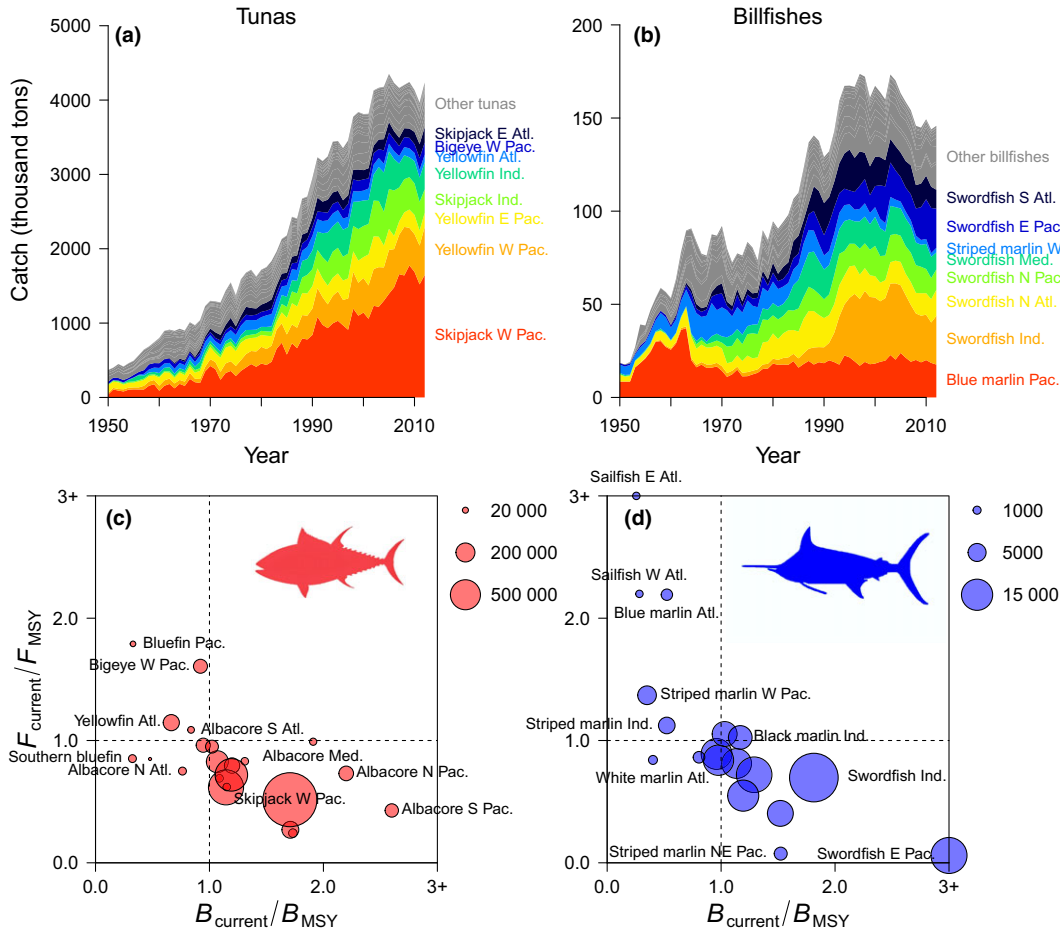 Tunas
(a)
Catch (thousand tons)
5000
4000
3000
2000
1000
0
Other tunas
Skipjack E Atl.
Bigeye W Pac.
Yellowfin Atl.
Yellowfin Ind.
Skipjack Ind.
Yellowfin E Pac.
Yellowfin W Pac.
Skipjack W Pac.
1950 1970 1990 2010
Year
Billfishes
(b)
200
150
100
50
0
Other billfishes
Swordfish S Atl.
Swordfish E Pac
Striped marlin W
Swordfish Med.
Swordfish N Pac
Swordfish N Atl.
Swordfish Ind.
Blue marlin Pac.
1950 1970 1990 2010
Year
(c)
F current / F MSY
3+
2.0
1.0
0.0
20 000
200 000
500 000
Bluefin Pac.
Bigeye W Pac.
Yellowfin Atl.
Albacore S Atl.
Southern bluefin
Albacore Med.
Albacore N Atl.
Albacore N Pac.
Skipjack W Pac.
Albacore S Pac.
0.0 1.0 2.0 3+
B current / B MSY
Sailfish E Atl.
(d)
3+
2.0
1.0
0.0
1000
5000
15 000
Sailfish W Atl.
Blue marlin Atl.
Striped marlin W Pac.
Striped marlin Ind.
Black marlin Ind.
White marlin Atl.
Swordfish Ind.
Striped marlin NE Pac.
Swordfish E Pac.
0.0 1.0 2.0 3+
B current / B MSY